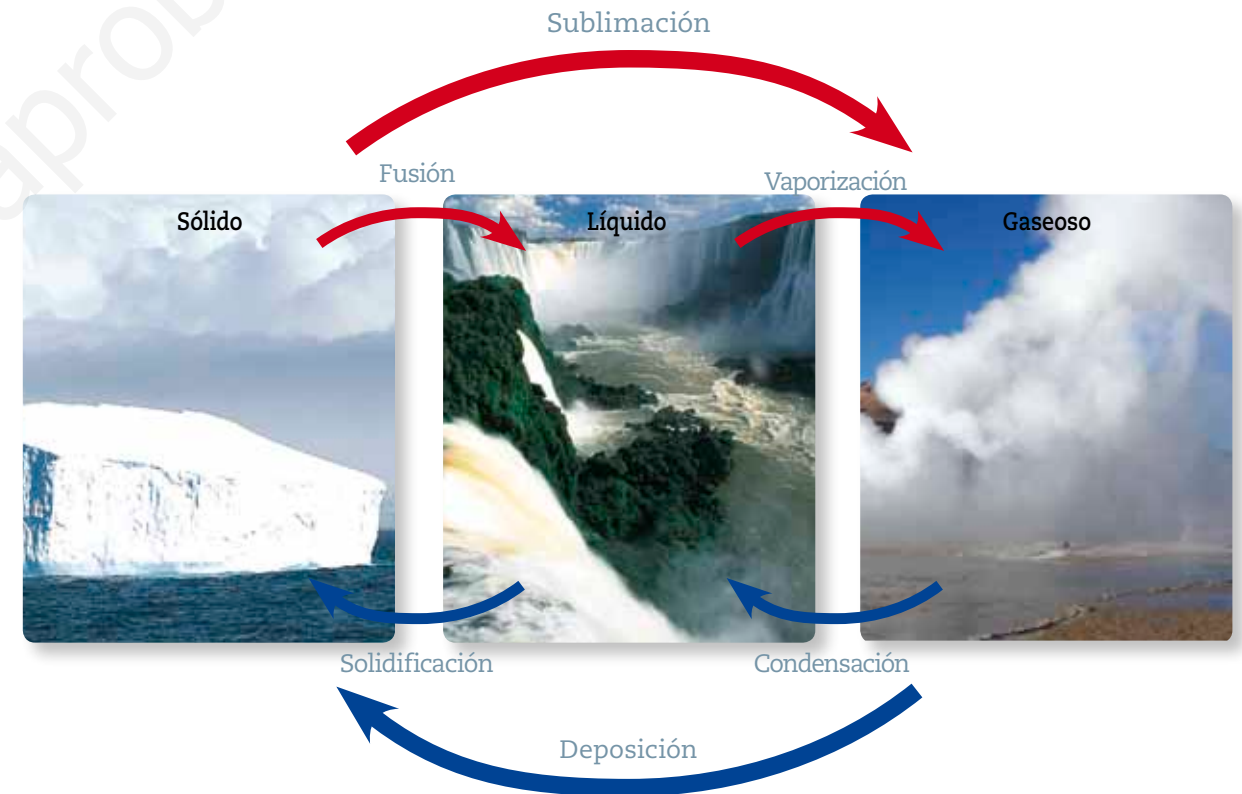 Sublimación
Fusión
Vaporización
Sólido
Líquido
Gaseoso
Solidificación
Condensación
Deposición